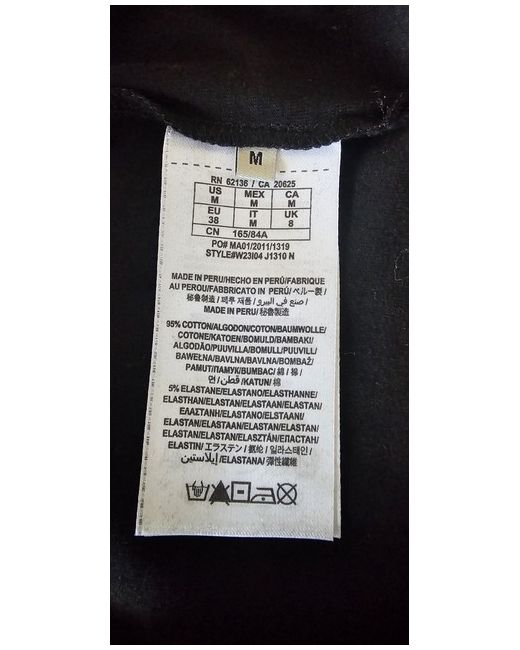 M
RN 62136 / CA 20625
US MEX CA
M M M
EU IT UK
38 M 8
CN 165/84A
PO# MA01/2011/1319
STYLE#W23I04 J1310 N
MADE IN PERU/HECHO EN PERÚ/FABRIQUE
AU PEROU/FABBRICATO IN PERÚ/ペルー製/
秘魯制造/페루 제품/صنع في البيرو/
MADE IN PERU/秘魯製造
95% COTTON/ALGODON/COTON/BAUMWOLLE/
COTONE/KATOEN/BOMULD/BAMBAKI/
ALGODÃO/PUUVILLA/BOMULL/PUUVILL/
BAWEŁNA/BAVLNA/BAVLNA/BOMBAŽ/
PAMUT/ПАМУК/BUMBAC/綿/棉/
면/قطن/KATUN/棉
5% ELASTANE/ELASTANO/ELASTHANNE/
ELASTHAN/ELASTAN/ELASTAAN/ELASTAN/
ΕΛΑΣΤΑΝΗ/ELASTANO/ELSTAANI/
ELASTAN/ELASTAAN/ELASTAN/ELASTAN/
ELASTAN/ELASTAN/ELASZTÁN/ЕЛАСТАН/
ELASTIN/エラステン/氨纶/일라스테인/
إيلاستين/ELASTANA/彈性纖維